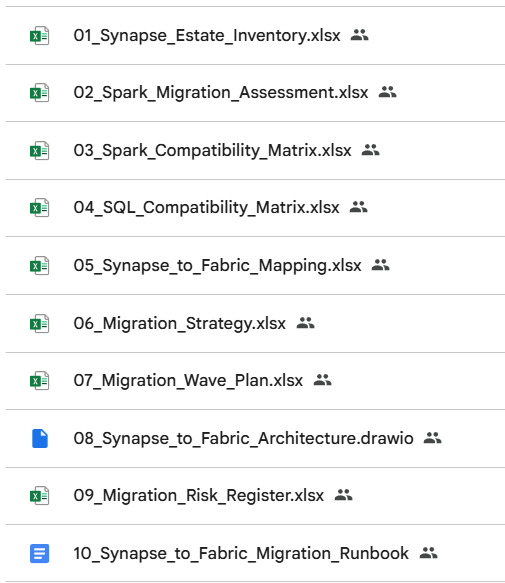 01_Synapse_Estate_Inventory.xlsx
02_Spark_Migration_Assessment.xlsx
03_Spark_Compatibility_Matrix.xlsx
04_SQL_Compatibility_Matrix.xlsx
05_Synapse_to_Fabric_Mapping.xlsx
06_Migration_Strategy.xlsx
07_Migration_Wave_Plan.xlsx
08_Synapse_to_Fabric_Architecture.drawio
09_Migration_Risk_Register.xlsx
10_Synapse_to_Fabric_Migration_Runbook